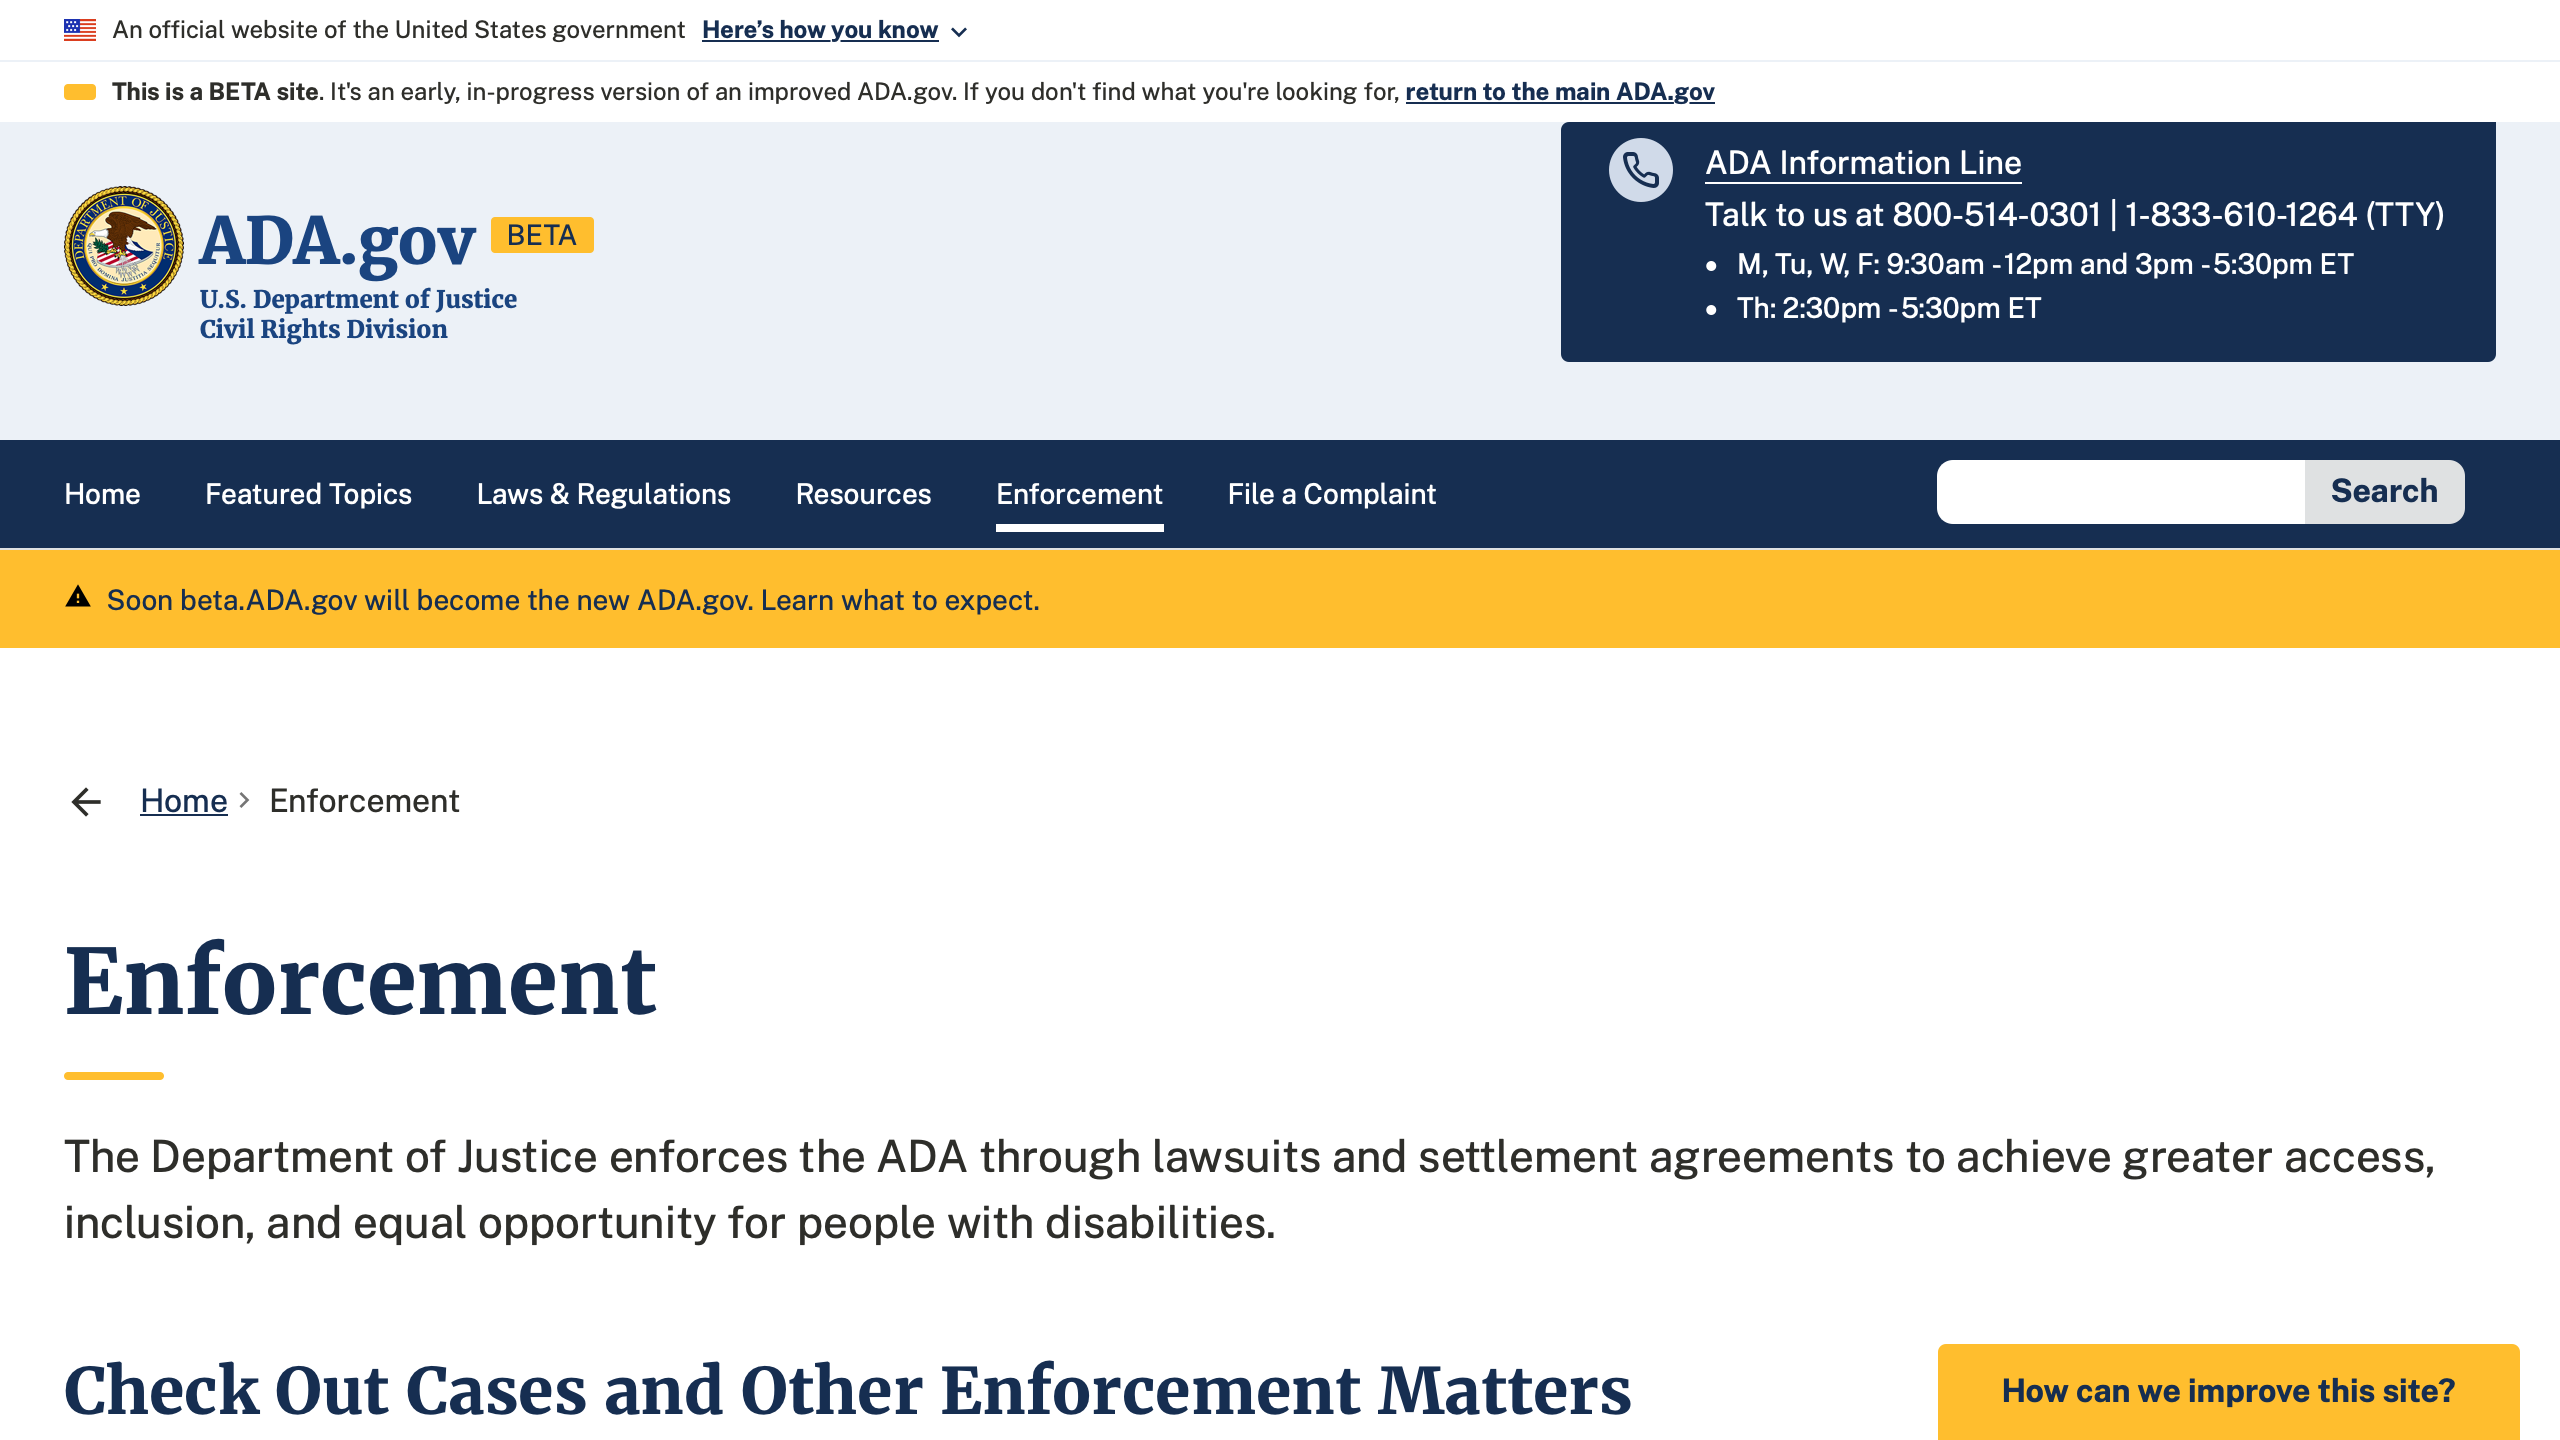 An official website of the United States government Here's how you know
This is a BETA site. It's an early, in-progress version of an improved ADA.gov. If you don't find what you're looking for, return to the main ADA.gov
DEPARTMENT OF JUSTICE
ADA.gov BETA
U.S. Department of Justice
Civil Rights Division
ADA Information Line
Talk to us at 800-514-0301 | 1-833-610-1264 (TTY)
• M, Tu, W, F: 9:30am - 12pm and 3pm - 5:30pm ET
• Th: 2:30pm - 5:30pm ET
Home Featured Topics Laws & Regulations Resources Enforcement File a Complaint Search
Soon beta.ADA.gov will become the new ADA.gov. Learn what to expect.
Home > Enforcement
Enforcement
The Department of Justice enforces the ADA through lawsuits and settlement agreements to achieve greater access,
inclusion, and equal opportunity for people with disabilities.
Check Out Cases and Other Enforcement Matters
How can we improve this site?